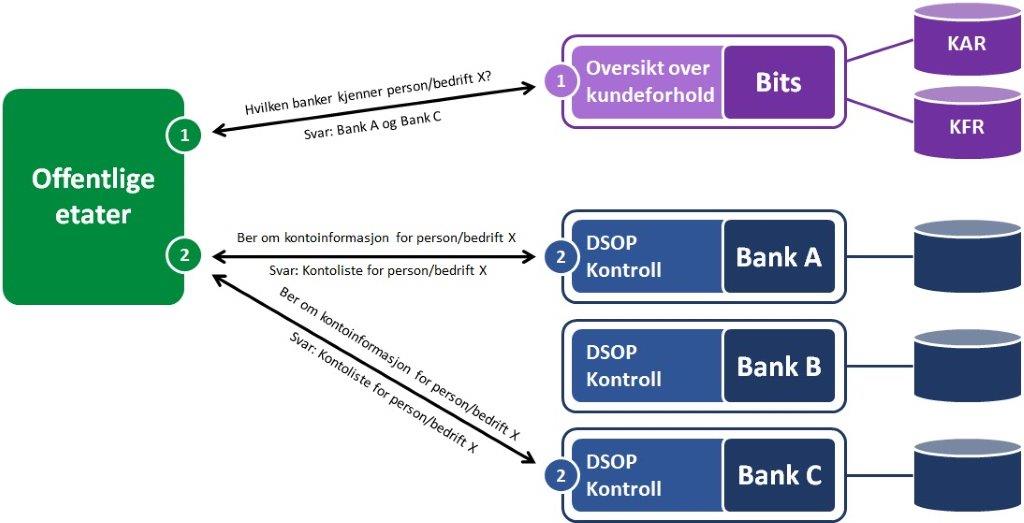 Offentlige
etater
1
2
Hvilken banker kjenner person/bedrift X?
Svar: Bank A og Bank C
Ber om kontoinformasjon for person/bedrift X
Svar: Kontoliste for person/bedrift X
Ber om kontoinformasjon for person/bedrift X
Svar: Kontoliste for person/bedrift X
1
Oversikt over
kundeforhold
Bits
KAR
KFR
2
DSOP
Kontroll
Bank A
DSOP
Kontroll
Bank B
2
DSOP
Kontroll
Bank C